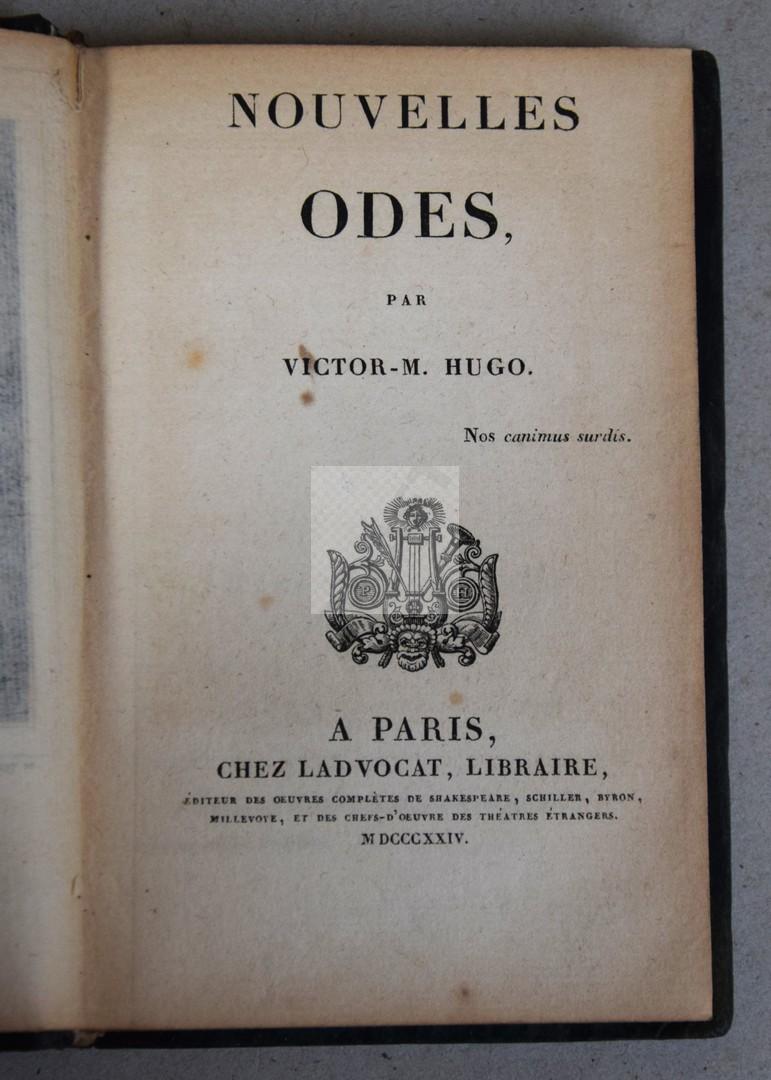 NOUVELLES
ODES,
PAR
VICTOR-M. HUGO.
Nos canimus surdis.
P H
A PARIS,
CHEZ LADVOCAT, LIBRAIRE,
ÉDITEUR DES OEUVRES COMPLÈTES DE SHAKESPEARE, SCHILLER, BYRON,
MILLEVOYE, ET DES CHEFS-D'OEUVRE DES THÉATRES ÉTRANGERS.
M DCCCXXIV.